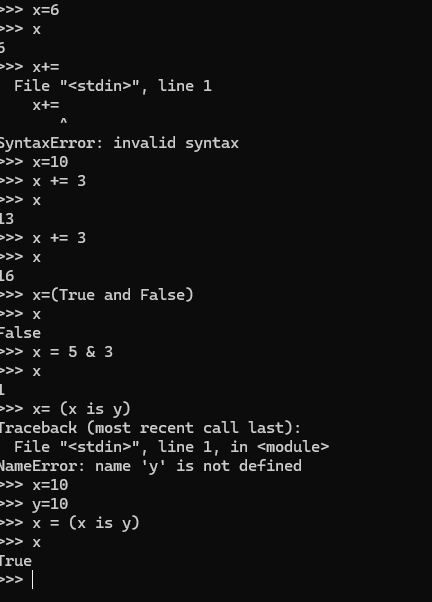 >>> x=6
>>> x
6
>>> x+=
  File "<stdin>", line 1
    x+=
       ^
SyntaxError: invalid syntax
>>> x=10
>>> x += 3
>>> x
13
>>> x += 3
>>> x
16
>>> x=(True and False)
>>> x
False
>>> x = 5 & 3
>>> x
1
>>> x= (x is y)
Traceback (most recent call last):
  File "<stdin>", line 1, in <module>
NameError: name 'y' is not defined
>>> x=10
>>> y=10
>>> x = (x is y)
>>> x
True
>>>